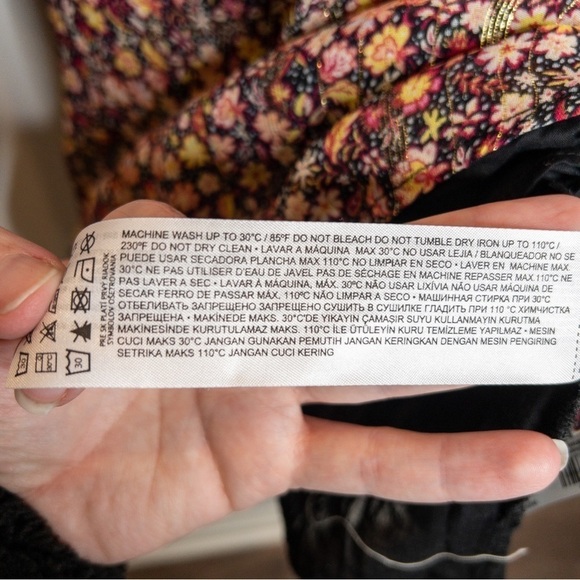 MACHINE WASH UP TO 30°C / 85ºF DO NOT BLEACH DO NOT TUMBLE DRY IRON UP TO 110°C /
230ºF DO NOT DRY CLEAN • LAVAR A MÁQUINA MAX 30°C NO USAR LEJIA / BLANQUEADOR NO SE
PUEDE USAR SECADORA PLANCHA MAX 110°C NO LIMPIAR EN SECO • LAVER EN MACHINE MAX
30°C NE PAS UTILISER D'EAU DE JAVEL PAS DE SÉCHAGE EN MACHINE REPASSER MAX 110°C NE
PAS LAVER A SEC • LAVAR À MÁQUINA, MÁX. 30ºC NÃO USAR LIXÍVIA NÃO USAR MÁQUINA DE
SECAR FERRO DE PASSAR MÁX. 110ºC NÃO LIMPAR A SECO • МАШИННАЯ СТИРКА ПРИ 30°C
ОТБЕЛИВАТЬ ЗАПРЕЩЕНО ЗАПРЕЩЕНО СУШИТЬ В СУШИЛКЕ ГЛАДИТЬ ПРИ 110 °C ХИМЧИСТКА
ЗАПРЕЩЕНА • MAKİNEDE MAKS. 30°C'DE YIKAYIN ÇAMAŞIR SUYU KULLANMAYIN KURUTMA
MAKİNESİNDE KURUTULAMAZ MAKS. 110°C İLE ÜTÜLEYİN KURU TEMİZLEME YAPILMAZ • MESIN
CUCI MAKS 30°C JANGAN GUNAKAN PEMUTIH JANGAN KERINGKAN DENGAN MESIN PENGIRING
SETRIKA MAKS 110°C JANGAN CUCI KERING
30